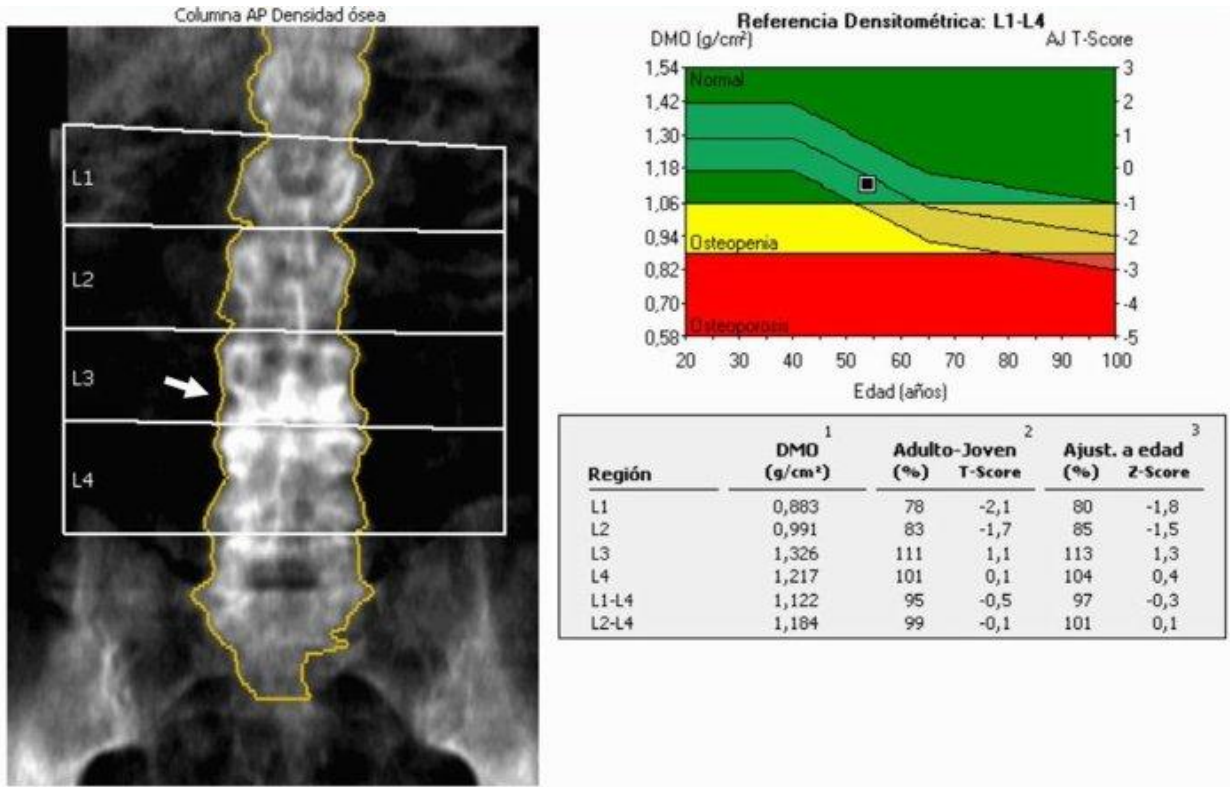 Columna AP Densidad ósea
L1
L2
L3
L4
Referencia Densitométrica: L1-L4
DMO (g/cm²) AJ T-Score
1,54 3
Normal
1,42 2
1,30 1
1,18 0
1,06 -1
0,94 -2
Osteopenia
0,82 -3
0,70 -4
Osteoporosis
0,58 -5
20 30 40 50 60 70 80 90 100
Edad (años)
1 2 3
DMO Adulto-Joven Ajust. a edad
Región (g/cm²) (%) T-Score (%) Z-Score
L1 0,883 78 -2,1 80 -1,8
L2 0,991 83 -1,7 85 -1,5
L3 1,326 111 1,1 113 1,3
L4 1,217 101 0,1 104 0,4
L1-L4 1,122 95 -0,5 97 -0,3
L2-L4 1,184 99 -0,1 101 0,1